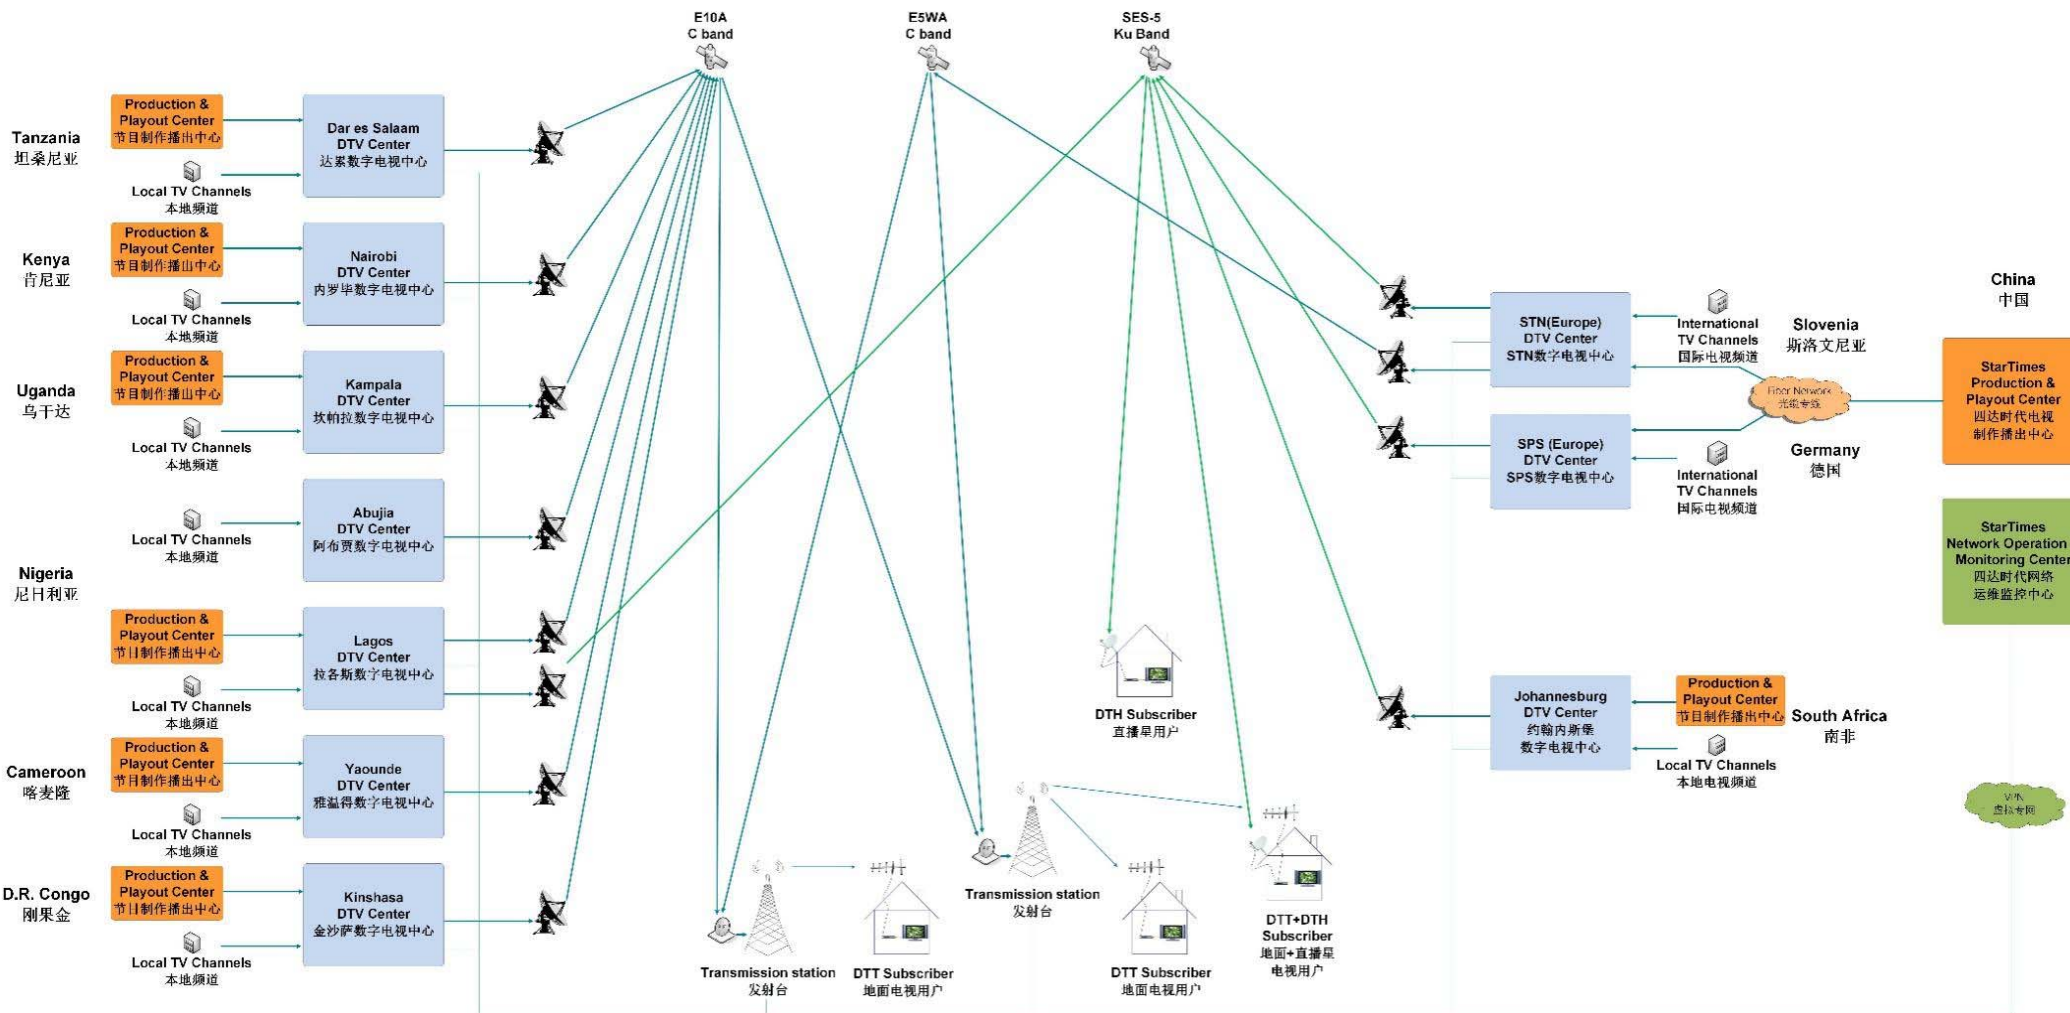 E10A
C band
E5WA
C band
SES-5
Ku Band
Tanzania
坦桑尼亚
Production &
Playout Center
节目制作播出中心
Local TV Channels
本地频道
Dar es Salaam
DTV Center
达累数字电视中心
Kenya
肯尼亚
Production &
Playout Center
节目制作播出中心
Local TV Channels
本地频道
Nairobi
DTV Center
内罗毕数字电视中心
Uganda
乌干达
Production &
Playout Center
节目制作播出中心
Local TV Channels
本地频道
Kampala
DTV Center
坎帕拉数字电视中心
Nigeria
尼日利亚
Local TV Channels
本地频道
Abujia
DTV Center
阿布贾数字电视中心
Production &
Playout Center
节目制作播出中心
Local TV Channels
本地频道
Lagos
DTV Center
拉各斯数字电视中心
Cameroon
喀麦隆
Production &
Playout Center
节目制作播出中心
Local TV Channels
本地频道
Yaounde
DTV Center
雅温得数字电视中心
D.R. Congo
刚果金
Production &
Playout Center
节目制作播出中心
Local TV Channels
本地频道
Kinshasa
DTV Center
金沙萨数字电视中心
Transmission station
发射台
DTT Subscriber
地面电视用户
Transmission station
发射台
DTT Subscriber
地面电视用户
DTH Subscriber
直播星用户
DTT+DTH
Subscriber
地面+直播星
电视用户
STN(Europe)
DTV Center
STN数字电视中心
International
TV Channels
国际电视频道
Slovenia
斯洛文尼亚
SPS (Europe)
DTV Center
SPS数字电视中心
International
TV Channels
国际电视频道
Germany
德国
Fiber Network
光缆专线
China
中国
StarTimes
Production &
Playout Center
四达时代电视
制作播出中心
StarTimes
Network Operation
Monitoring Center
四达时代网络
运维监控中心
Johannesburg
DTV Center
约翰内斯堡
数字电视中心
Production &
Playout Center
节目制作播出中心
Local TV Channels
本地电视频道
South Africa
南非
VPN
虚拟专网